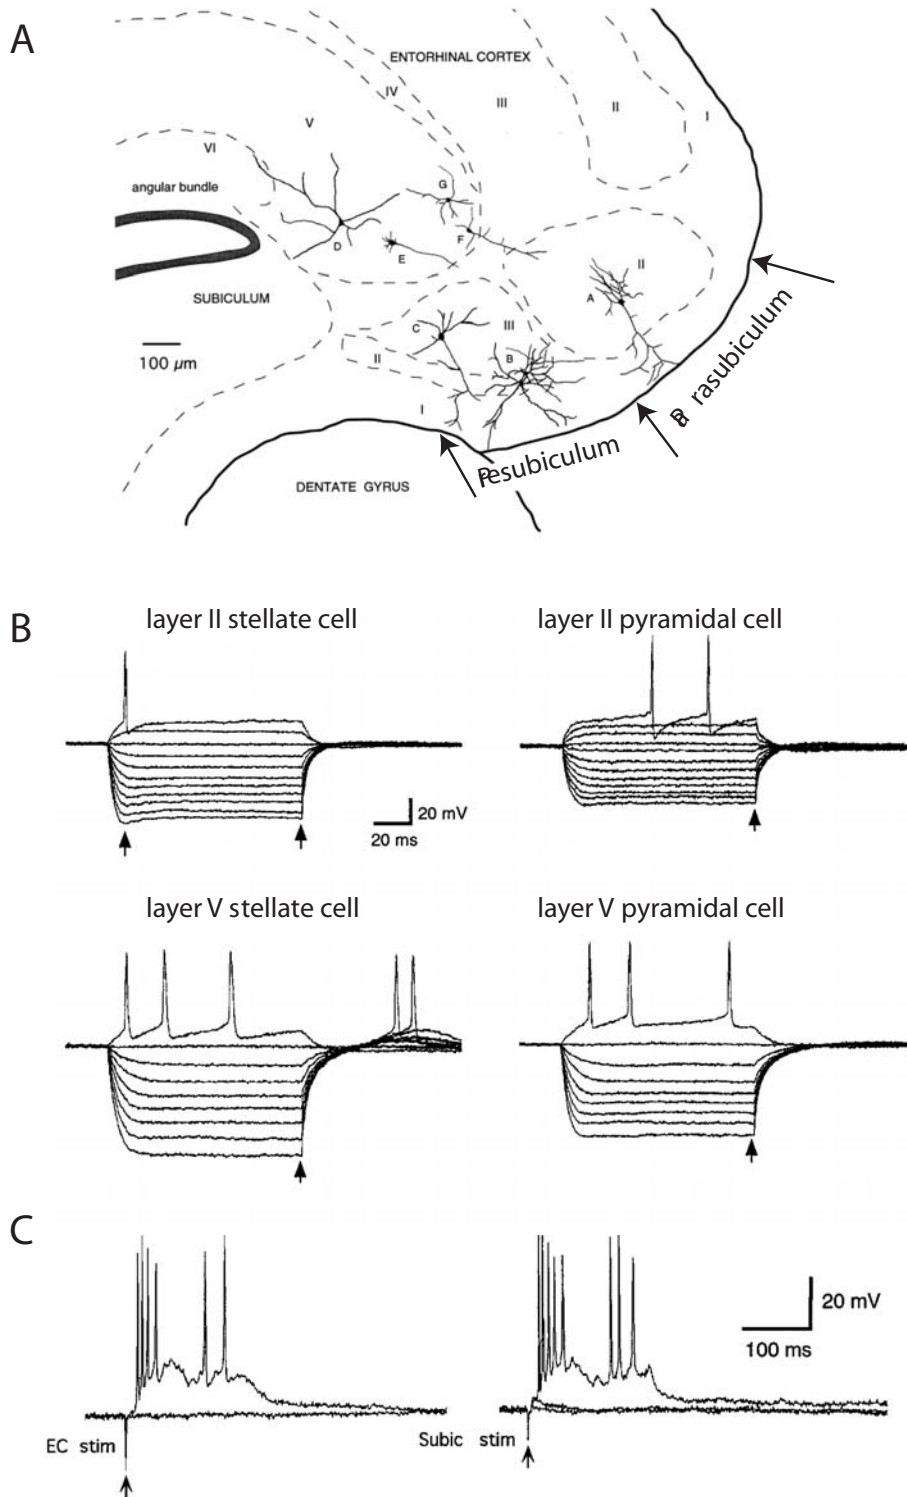 A
ENTORHINAL CORTEX
IV
III
II
I
V
VI
angular bundle
G
D
E
F
A
II
SUBICULUM
C
III
B
100 µm
II
I
Parasubiculum
Presubiculum
DENTATE GYRUS
B
layer II stellate cell
layer II pyramidal cell
20 mV
20 ms
layer V stellate cell
layer V pyramidal cell
C
20 mV
100 ms
EC stim
Subic stim